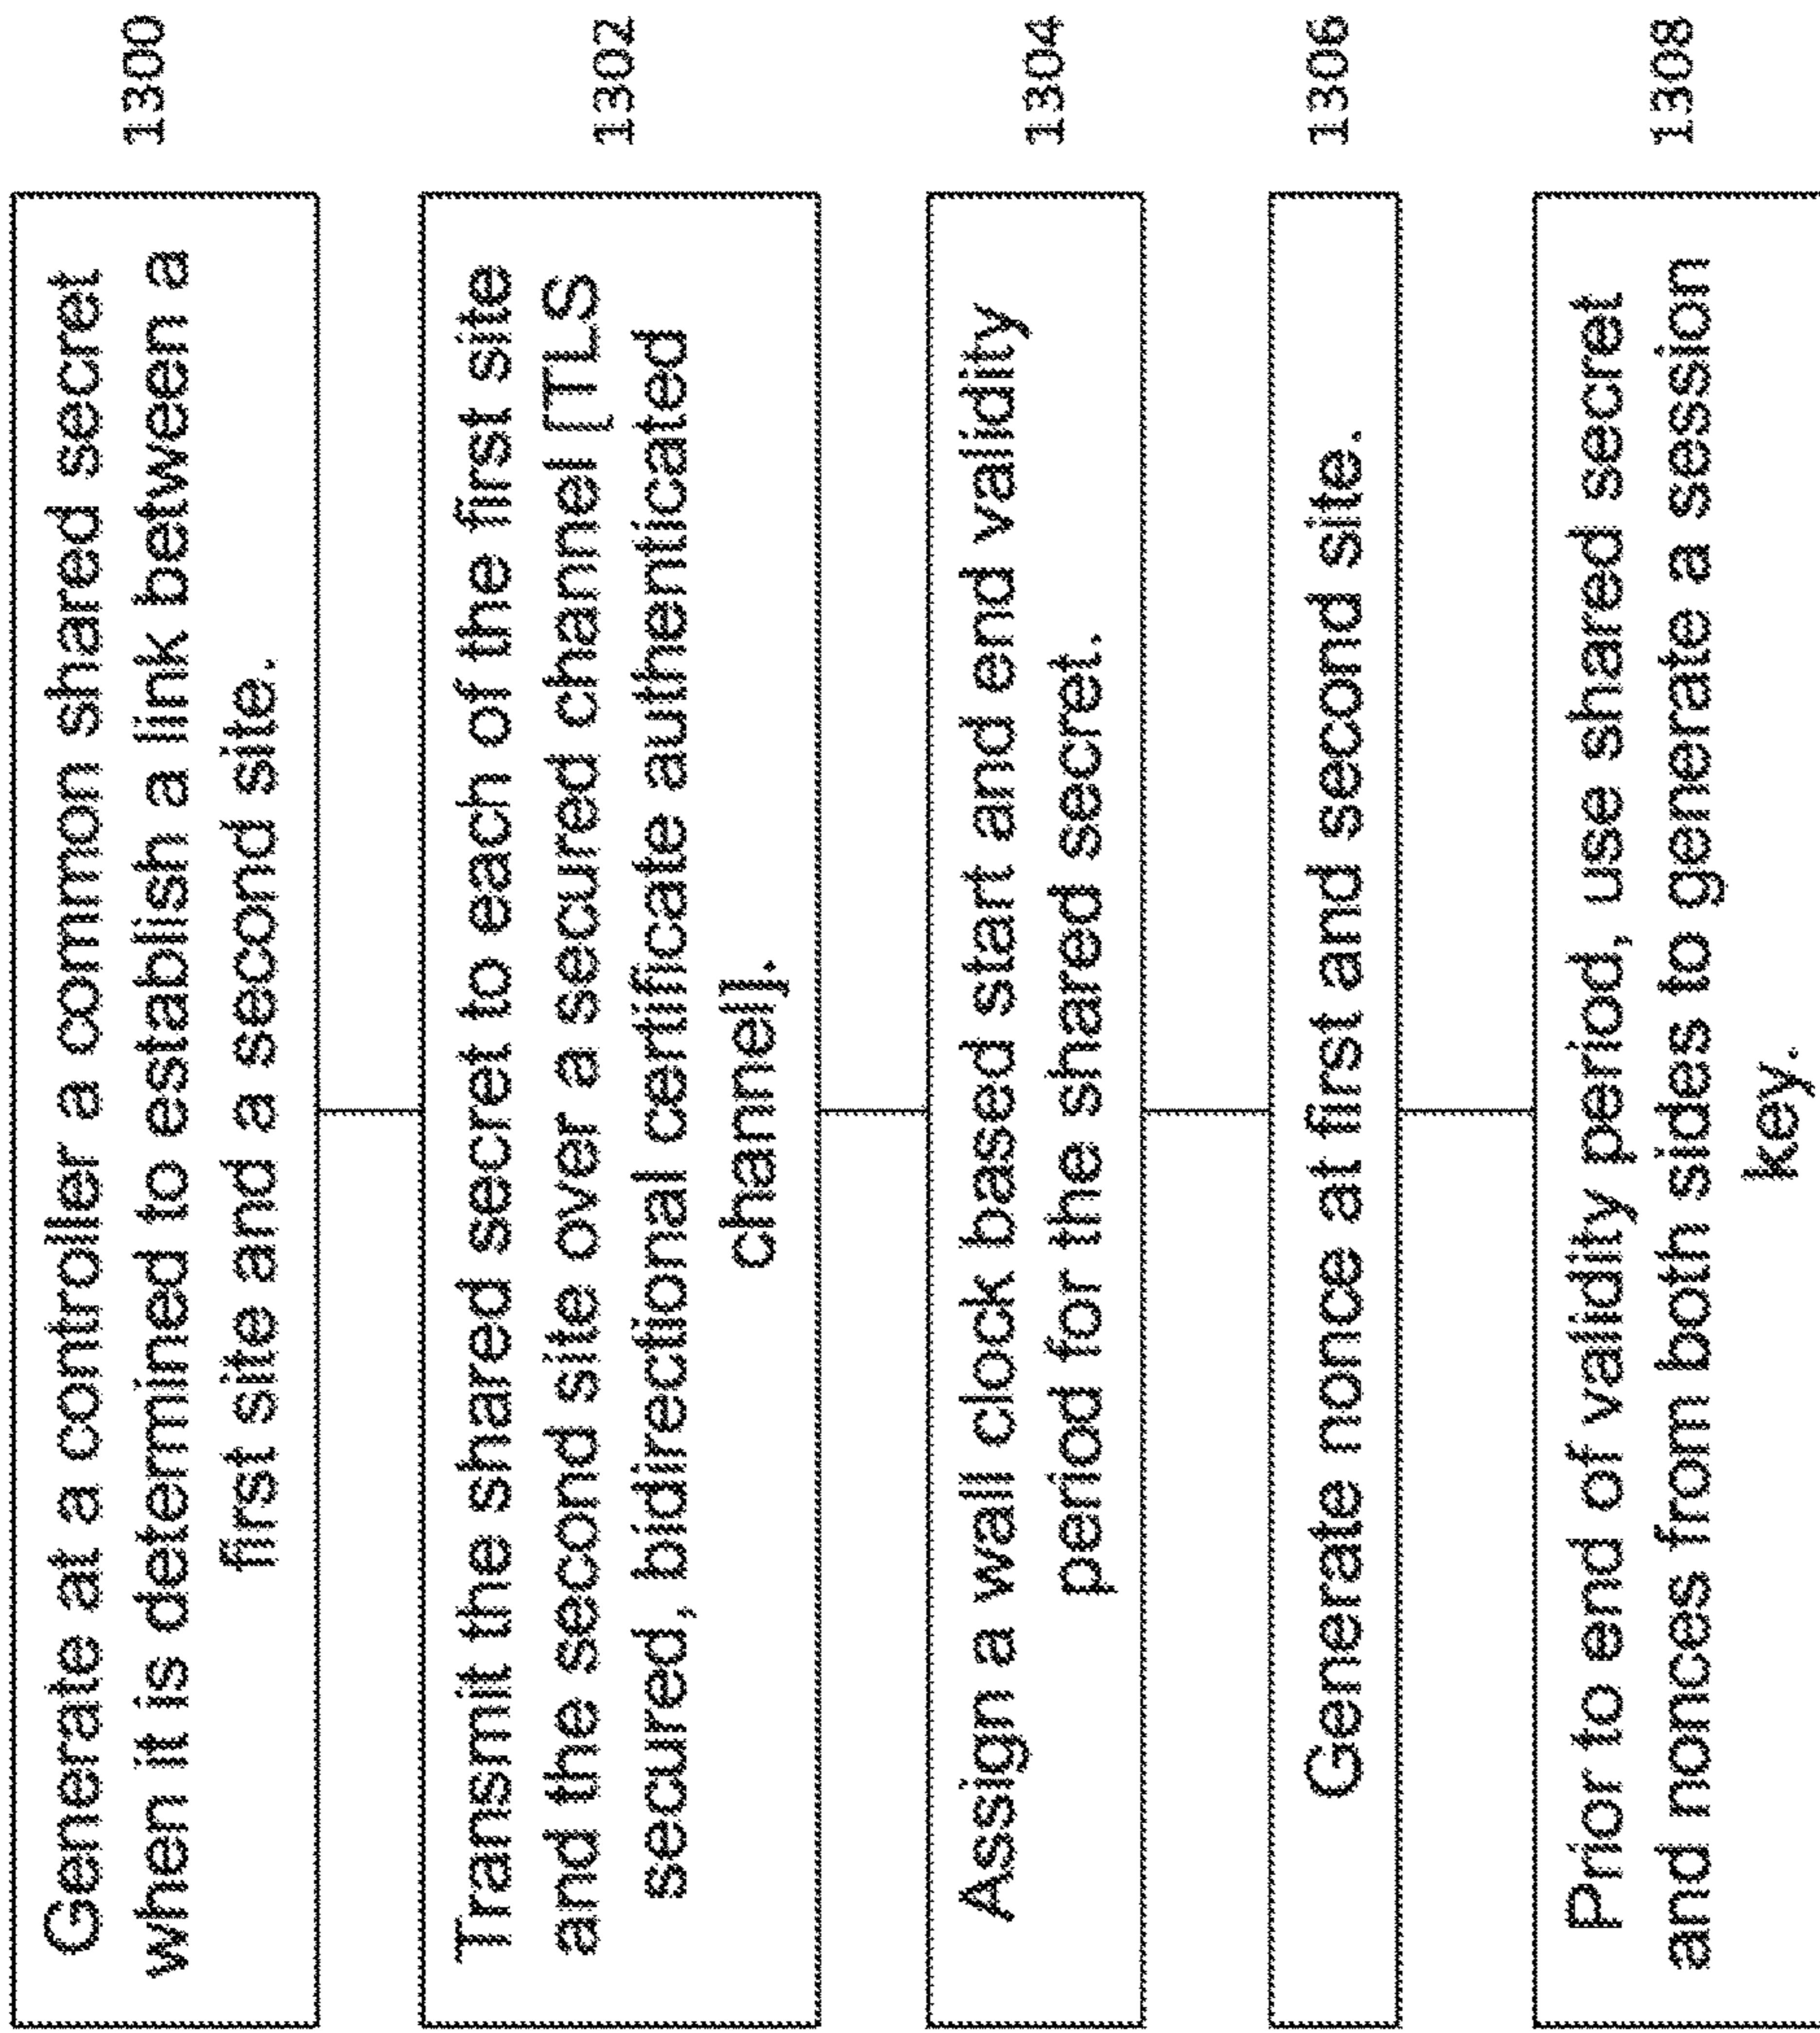 Generate at a controller a common shared secret
when it is determined to establish a link between a
first site and a second site.
1300
Transmit the shared secret to each of the first site
and the second site over a secured channel [TLS
secured, bidirectional certificate authenticated
channel].
1302
Assign a wall clock based start and end validity
period for the shared secret.
1304
Generate nonce at first and second site.
1306
Prior to end of validity period, use shared secret
and nonces from both sides to generate a session
key.
1308